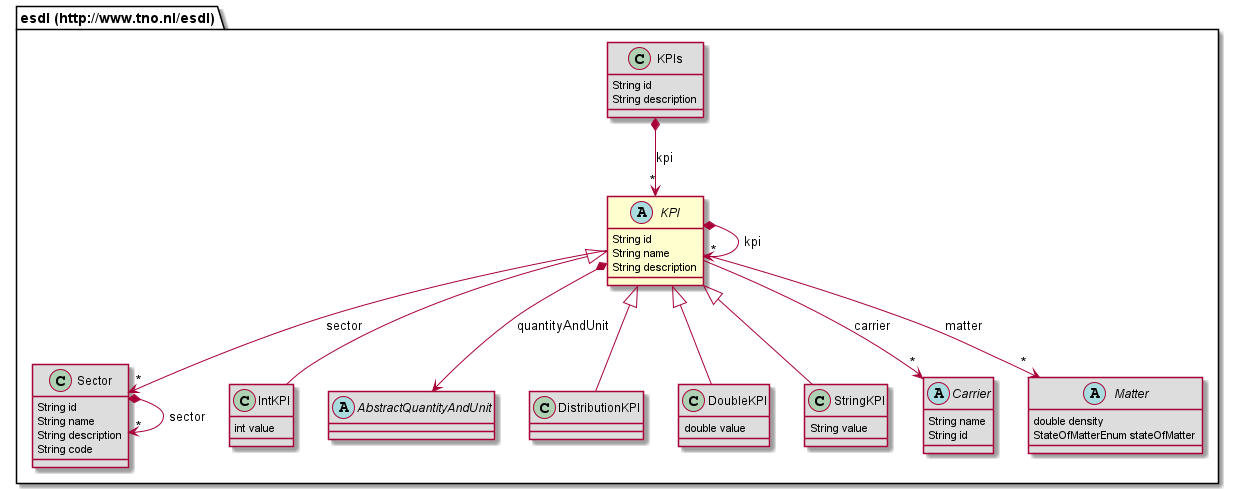 esdl (http://www.tno.nl/esdl)
C KPIs
String id
String description
kpi
*
A KPI
String id
String name
String description
kpi
*
sector
quantityAndUnit
carrier
matter
*
*
*
C Sector
String id
String name
String description
String code
sector
*
C IntKPI
int value
A AbstractQuantityAndUnit
C DistributionKPI
C DoubleKPI
double value
C StringKPI
String value
A Carrier
String name
String id
A Matter
double density
StateOfMatterEnum stateOfMatter